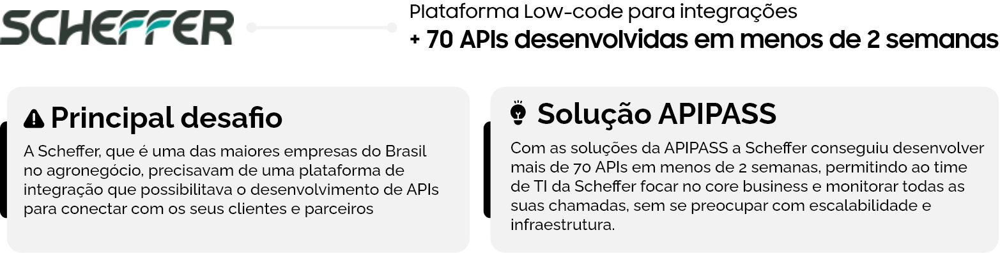 SCHEFFER
Plataforma Low-code para integrações
+ 70 APIs desenvolvidas em menos de 2 semanas
Principal desafio
A Scheffer, que é uma das maiores empresas do Brasil
no agronegócio, precisavam de uma plataforma de
integração que possibilitava o desenvolvimento de APIs
para conectar com os seus clientes e parceiros
Solução APIPASS
Com as soluções da APIPASS a Scheffer conseguiu desenvolver
mais de 70 APIs em menos de 2 semanas, permitindo ao time
de TI da Scheffer focar no core business e monitorar todas as
suas chamadas, sem se preocupar com escalabilidade e
infraestrutura.